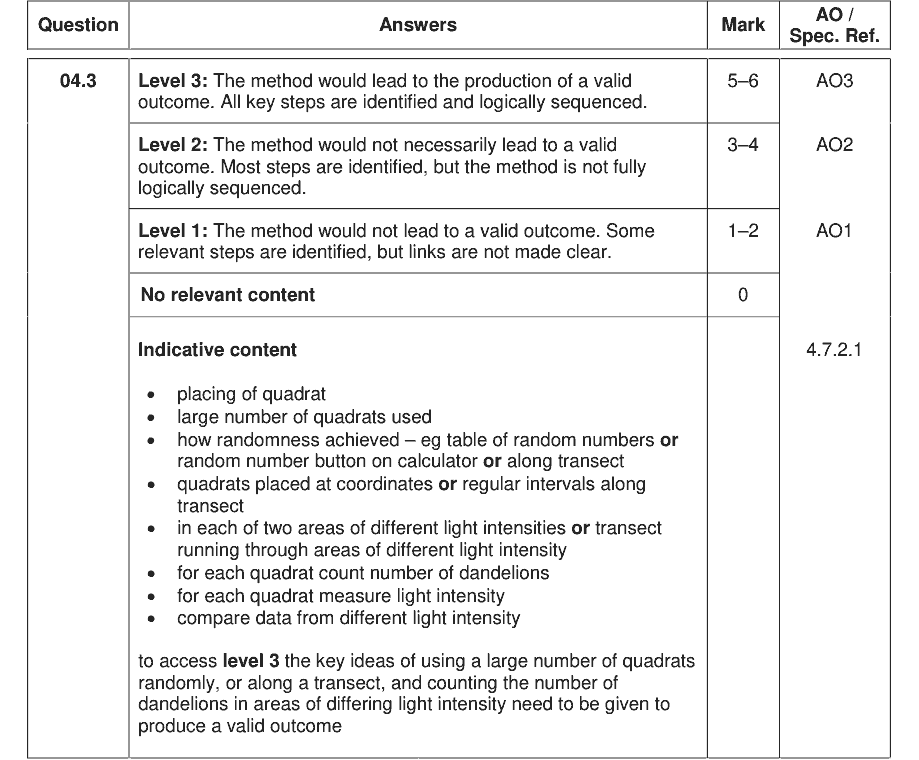 Question Answers Mark AO /
Spec. Ref.
04.3 Level 3: The method would lead to the production of a valid 5–6 AO3
outcome. All key steps are identified and logically sequenced.
Level 2: The method would not necessarily lead to a valid 3–4 AO2
outcome. Most steps are identified, but the method is not fully
logically sequenced.
Level 1: The method would not lead to a valid outcome. Some 1–2 AO1
relevant steps are identified, but links are not made clear.
No relevant content 0
Indicative content 4.7.2.1
• placing of quadrat
• large number of quadrats used
• how randomness achieved – eg table of random numbers or
random number button on calculator or along transect
• quadrats placed at coordinates or regular intervals along
transect
• in each of two areas of different light intensities or transect
running through areas of different light intensity
• for each quadrat count number of dandelions
• for each quadrat measure light intensity
• compare data from different light intensity
to access level 3 the key ideas of using a large number of quadrats
randomly, or along a transect, and counting the number of
dandelions in areas of differing light intensity need to be given to
produce a valid outcome